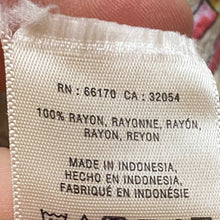 RN : 66170 CA : 32054
100% RAYON, RAYONNE, RAYÓN,
RAYON, REYON
MADE IN INDONESIA,
HECHO EN INDONESIA,
FABRIQUÉ EN INDONÉSIE